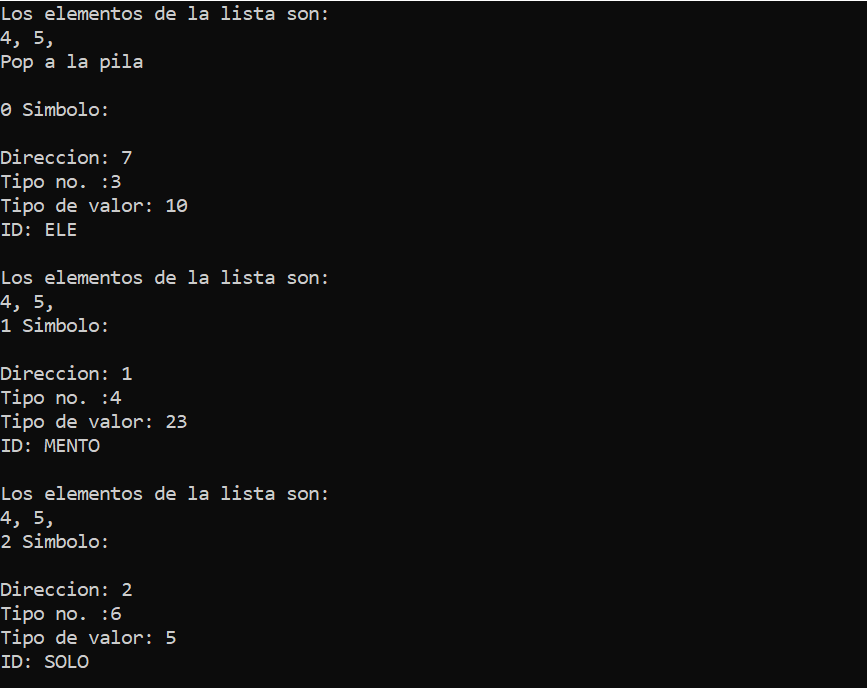 Los elementos de la lista son:
4, 5,
Pop a la pila
0 Simbolo:
Direccion: 7
Tipo no. :3
Tipo de valor: 10
ID: ELE
Los elementos de la lista son:
4, 5,
1 Simbolo:
Direccion: 1
Tipo no. :4
Tipo de valor: 23
ID: MENTO
Los elementos de la lista son:
4, 5,
2 Simbolo:
Direccion: 2
Tipo no. :6
Tipo de valor: 5
ID: SOLO